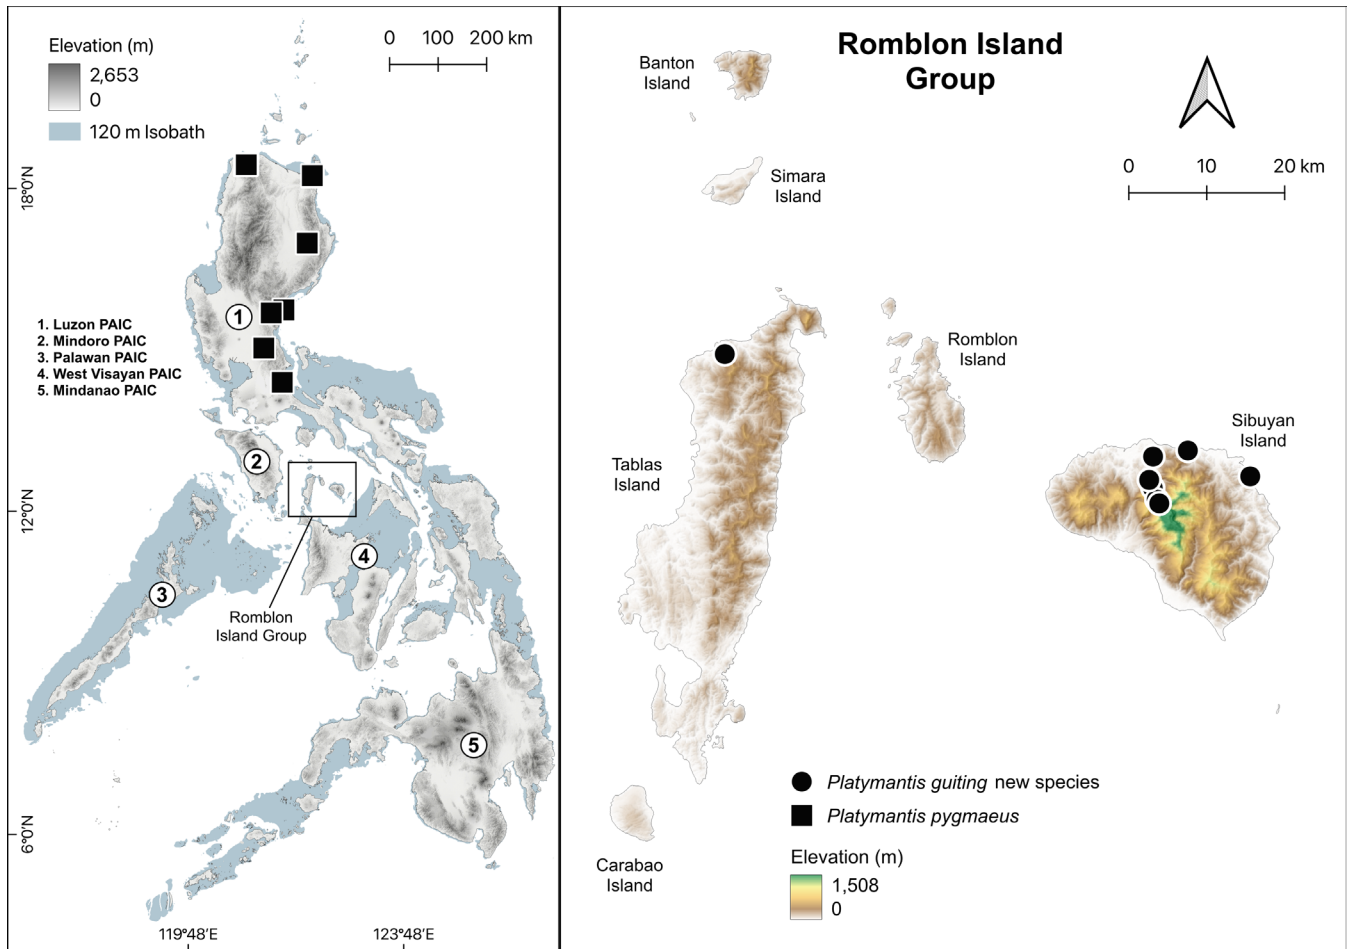 Elevation (m)
2,653
0
120 m Isobath
0 100 200 km
18°0′N
12°0′N
6°0′N
119°48′E
123°48′E
1. Luzon PAIC
2. Mindoro PAIC
3. Palawan PAIC
4. West Visayan PAIC
5. Mindanao PAIC
1
2
3
4
5
Romblon
Island Group
Romblon Island
Group
0 10 20 km
Banton
Island
Simara
Island
Romblon
Island
Sibuyan
Island
Tablas
Island
Carabao
Island
Platymantis guiting new species
Platymantis pygmaeus
Elevation (m)
1,508
0